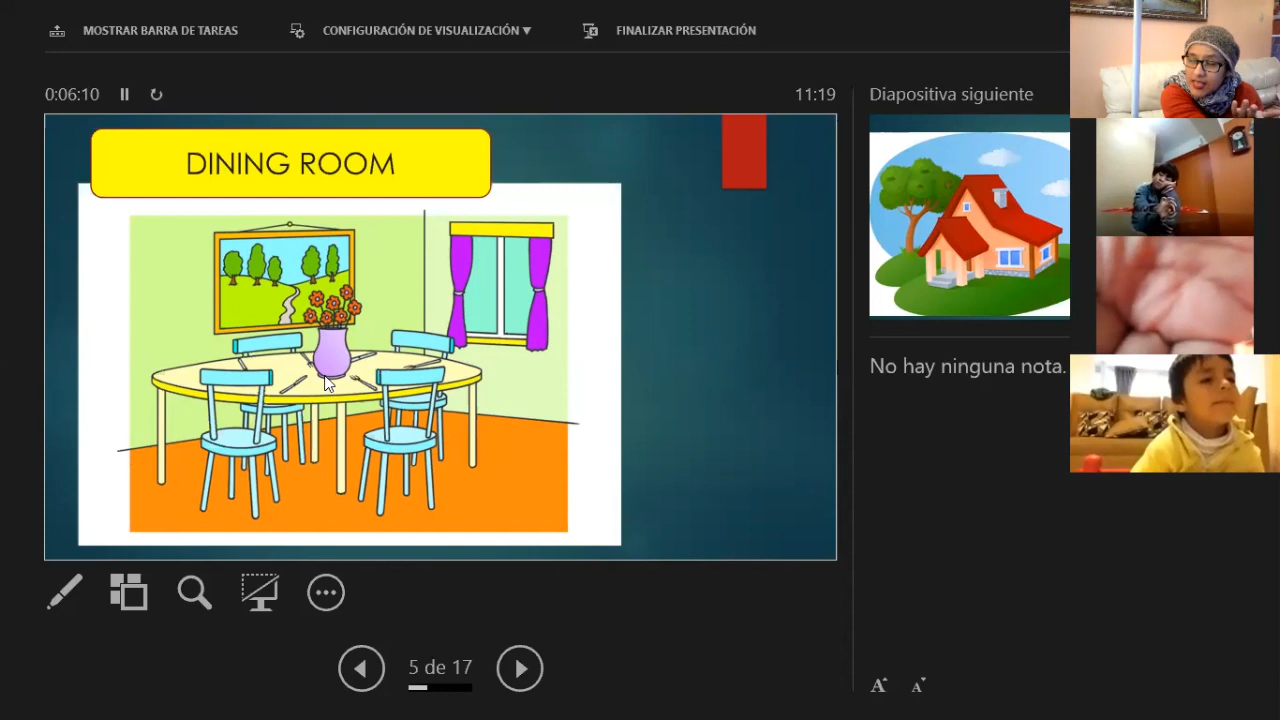 MOSTRAR BARRA DE TAREAS
CONFIGURACIÓN DE VISUALIZACIÓN ▼
FINALIZAR PRESENTACIÓN
0:06:10
11:19
Diapositiva siguiente
DINING ROOM
No hay ninguna nota.
5 de 17
A A